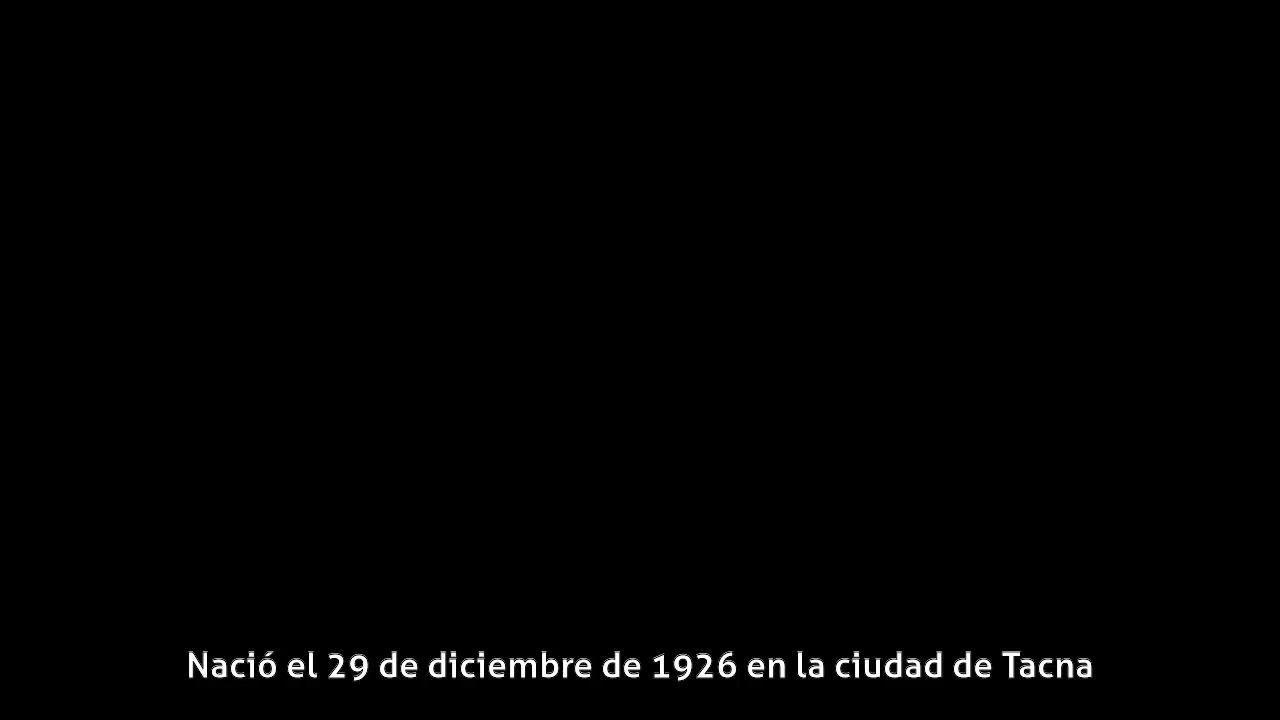 Nació el 29 de diciembre de 1926 en la ciudad de Tacna